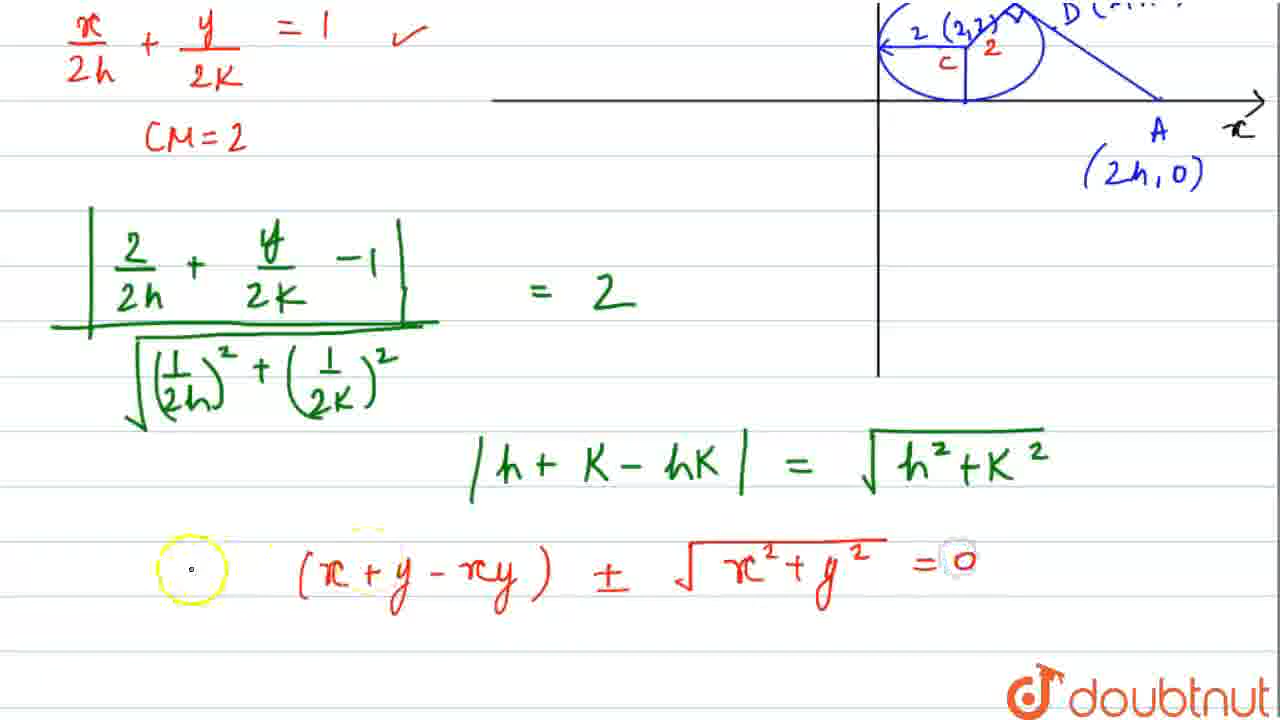 x/2h + y/2K = 1 ✓
CM = 2
2 (2,2) D
C 2
x
A
(2h, 0)
|2/2h + y/2K - 1| / √((1/2h)² + (1/2K)²) = 2
|h + K - hK| = √(h² + K²)
(x + y - xy) ± √(x² + y²) = 0
doubtnut